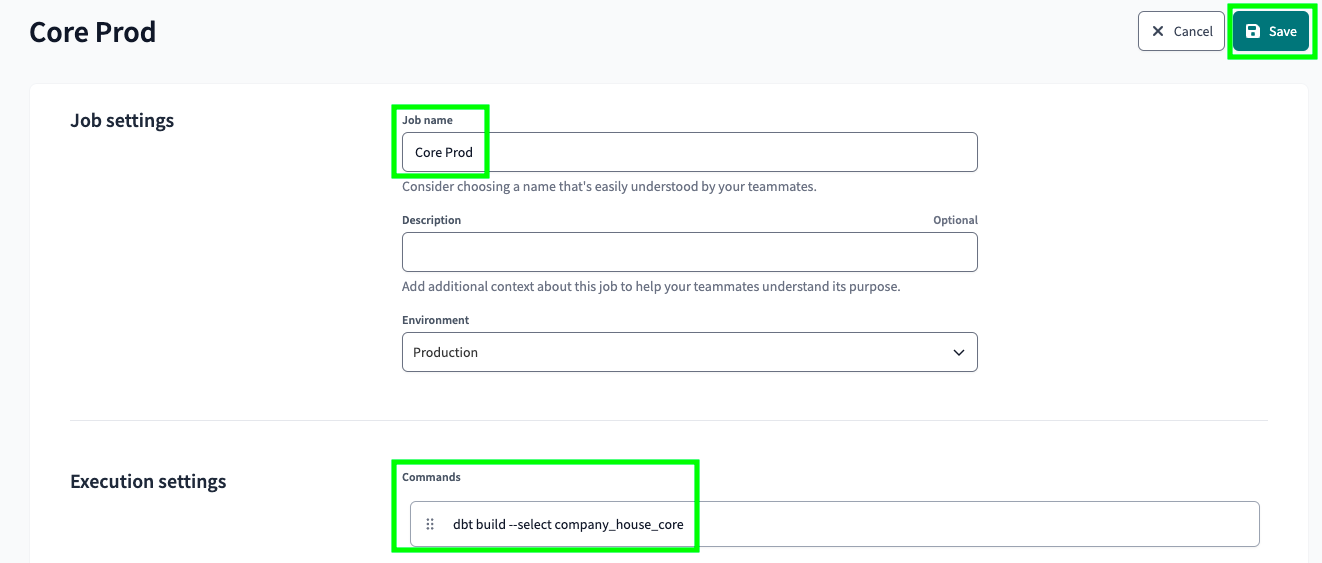 Core Prod
Cancel
Save
Job settings
Job name
Core Prod
Consider choosing a name that's easily understood by your teammates.
Description Optional
Add additional context about this job to help your teammates understand its purpose.
Environment
Production
Execution settings
Commands
dbt build --select company_house_core